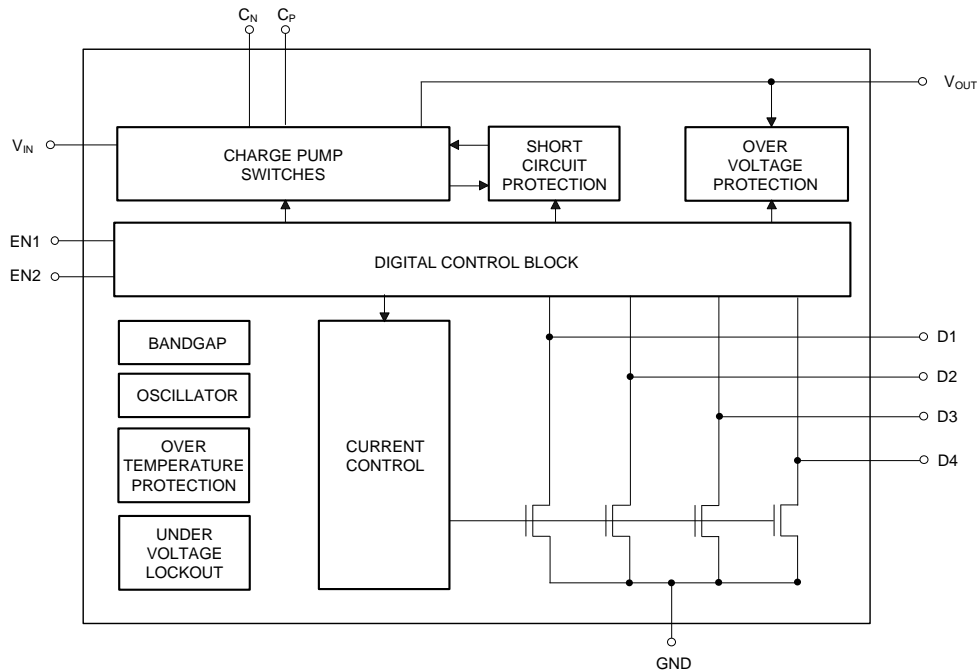 CN CP
VOUT
VIN
CHARGE PUMP
SWITCHES
SHORT
CIRCUIT
PROTECTION
OVER
VOLTAGE
PROTECTION
EN1
EN2
DIGITAL CONTROL BLOCK
BANDGAP
OSCILLATOR
OVER
TEMPERATURE
PROTECTION
UNDER
VOLTAGE
LOCKOUT
CURRENT
CONTROL
D1
D2
D3
D4
GND